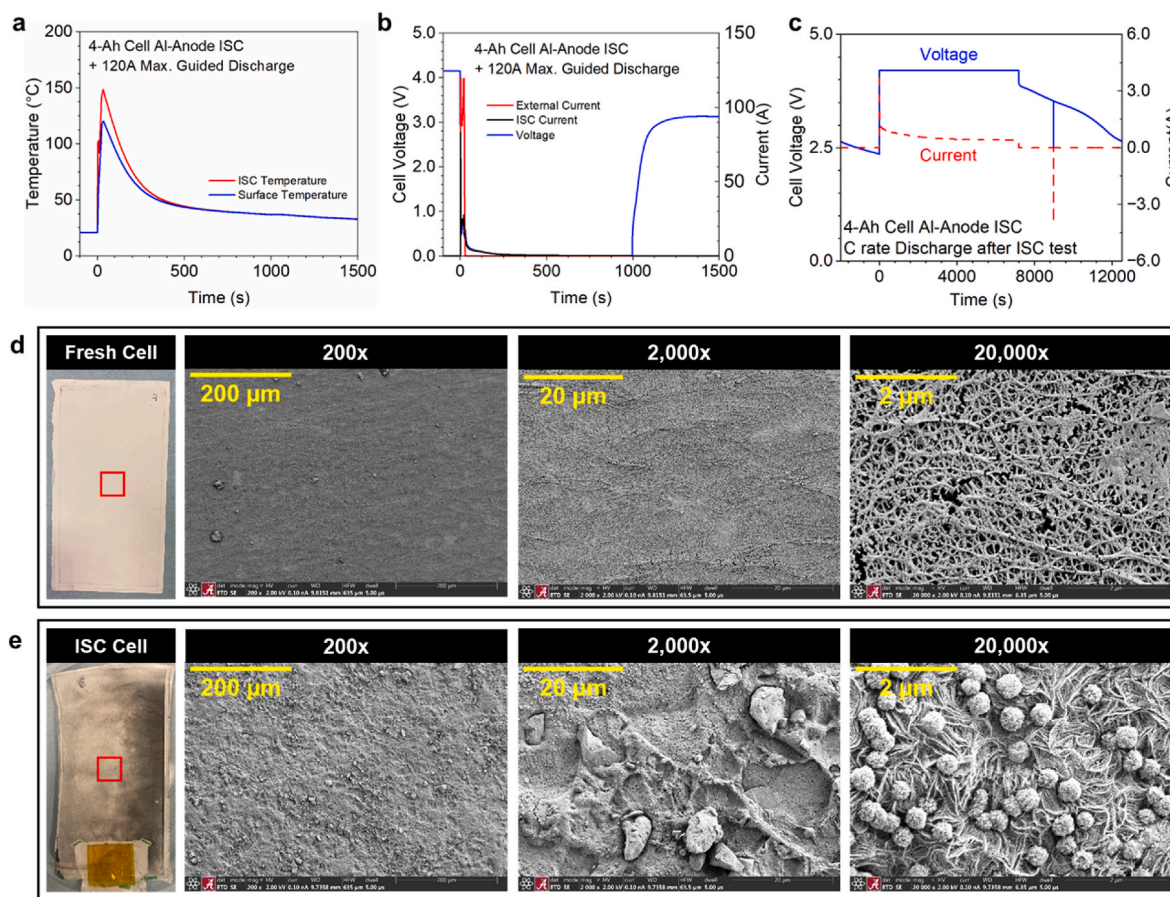 a
200
150
100
50
0
Temperature (°C)
4-Ah Cell Al-Anode ISC
+ 120A Max. Guided Discharge
ISC Temperature
Surface Temperature
0
500
1000
1500
Time (s)
b
5.0
4.0
3.0
2.0
1.0
0.0
Cell Voltage (V)
4-Ah Cell Al-Anode ISC
+ 120A Max. Guided Discharge
External Current
ISC Current
Voltage
150
100
50
0
Current (A)
0
500
1000
1500
Time (s)
c
5.0
2.5
0.0
Cell Voltage (V)
Voltage
Current
4-Ah Cell Al-Anode ISC
C rate Discharge after ISC test
6.0
3.0
0.0
−3.0
−6.0
0
4000
8000
12000
Time (s)
d
Fresh Cell
200x
200 µm
2,000x
20 µm
20,000x
2 µm
e
ISC Cell
200x
200 µm
2,000x
20 µm
20,000x
2 µm